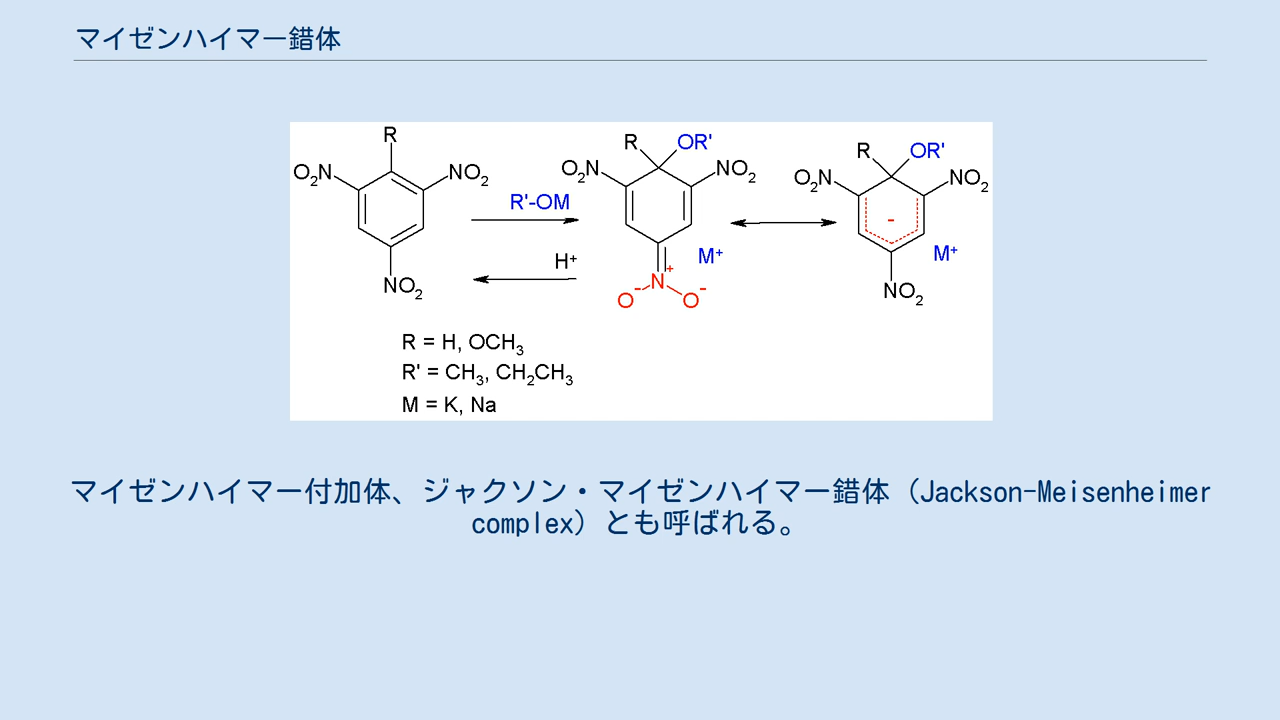 マイゼンハイマー錯体
R
O₂N
NO₂
NO₂
R'-OM
H⁺
R
OR'
O₂N
NO₂
M⁺
N⁺
O⁻
O⁻
R
OR'
O₂N
NO₂
-
M⁺
NO₂
R = H, OCH₃
R' = CH₃, CH₂CH₃
M = K, Na
マイゼンハイマー付加体、ジャクソン・マイゼンハイマー錯体（Jackson-Meisenheimer
complex）とも呼ばれる。